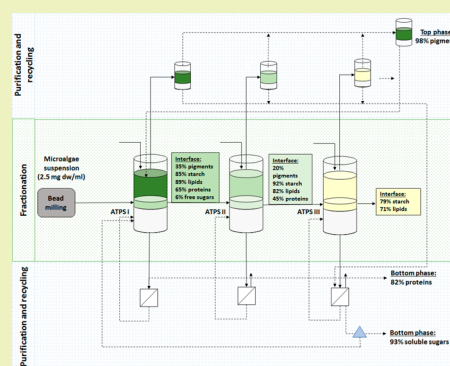 Purification and
recycling
Top phase
98% pigme
Fractionation
Microalgae
suspension
(2.5 mg dw/ml)
Bead
milling
ATPS I
Interface:
35% pigments
85% starch
89% lipids
65% proteins
6% free sugars
ATPS II
Interface:
20%
pigments
92% starch
82% lipids
45% proteins
ATPS III
Interface:
79% starch
71% lipids
Purification and recycling
Bottom phase:
82% proteins
Bottom phase:
93% soluble sugars